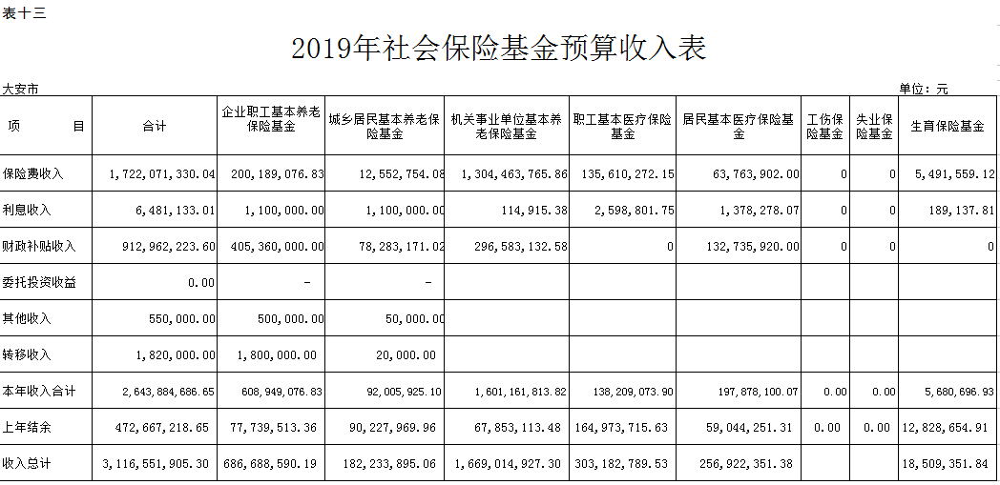 表十三
2019年社会保险基金预算收入表
大安市 单位：元
项 目 合计 企业职工基本养老保险基金 城乡居民基本养老保险基金 机关事业单位基本养老保险基金 职工基本医疗保险基金 居民基本医疗保险基金 工伤保险基金 失业保险基金 生育保险基金
保险费收入 1,722,071,330.04 200,189,076.83 12,552,754.08 1,304,463,765.86 135,610,272.15 63,763,902.00 0 0 5,491,559.12
利息收入 6,481,133.01 1,100,000.00 1,100,000.00 114,915.38 2,598,801.75 1,378,278.07 0 0 189,137.81
财政补贴收入 912,962,223.60 405,360,000.00 78,283,171.02 296,583,132.58 0 132,735,920.00 0 0 0
委托投资收益 0.00 - -
其他收入 550,000.00 500,000.00 50,000.00
转移收入 1,820,000.00 1,800,000.00 20,000.00
本年收入合计 2,643,884,686.65 608,949,076.83 92,005,925.10 1,601,161,813.82 138,209,073.90 197,878,100.07 0.00 0.00 5,680,696.93
上年结余 472,667,218.65 77,739,513.36 90,227,969.96 67,853,113.48 164,973,715.63 59,044,251.31 0.00 0.00 12,828,654.91
收入总计 3,116,551,905.30 686,688,590.19 182,233,895.06 1,669,014,927.30 303,182,789.53 256,922,351.38 18,509,351.84